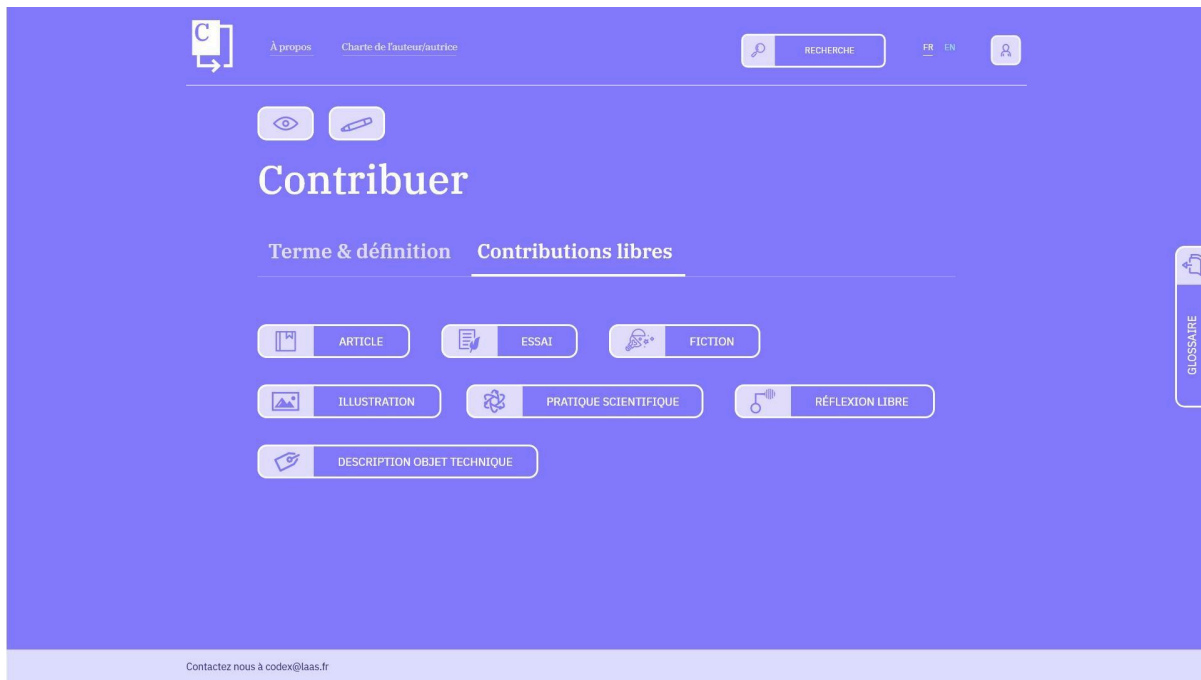 C
À propos Charte de l'auteur/autrice RECHERCHE FR EN
Contribuer
Terme & définition Contributions libres
ARTICLE ESSAI FICTION
ILLUSTRATION PRATIQUE SCIENTIFIQUE RÉFLEXION LIBRE
DESCRIPTION OBJET TECHNIQUE
GLOSSAIRE
Contactez nous à codex@laas.fr